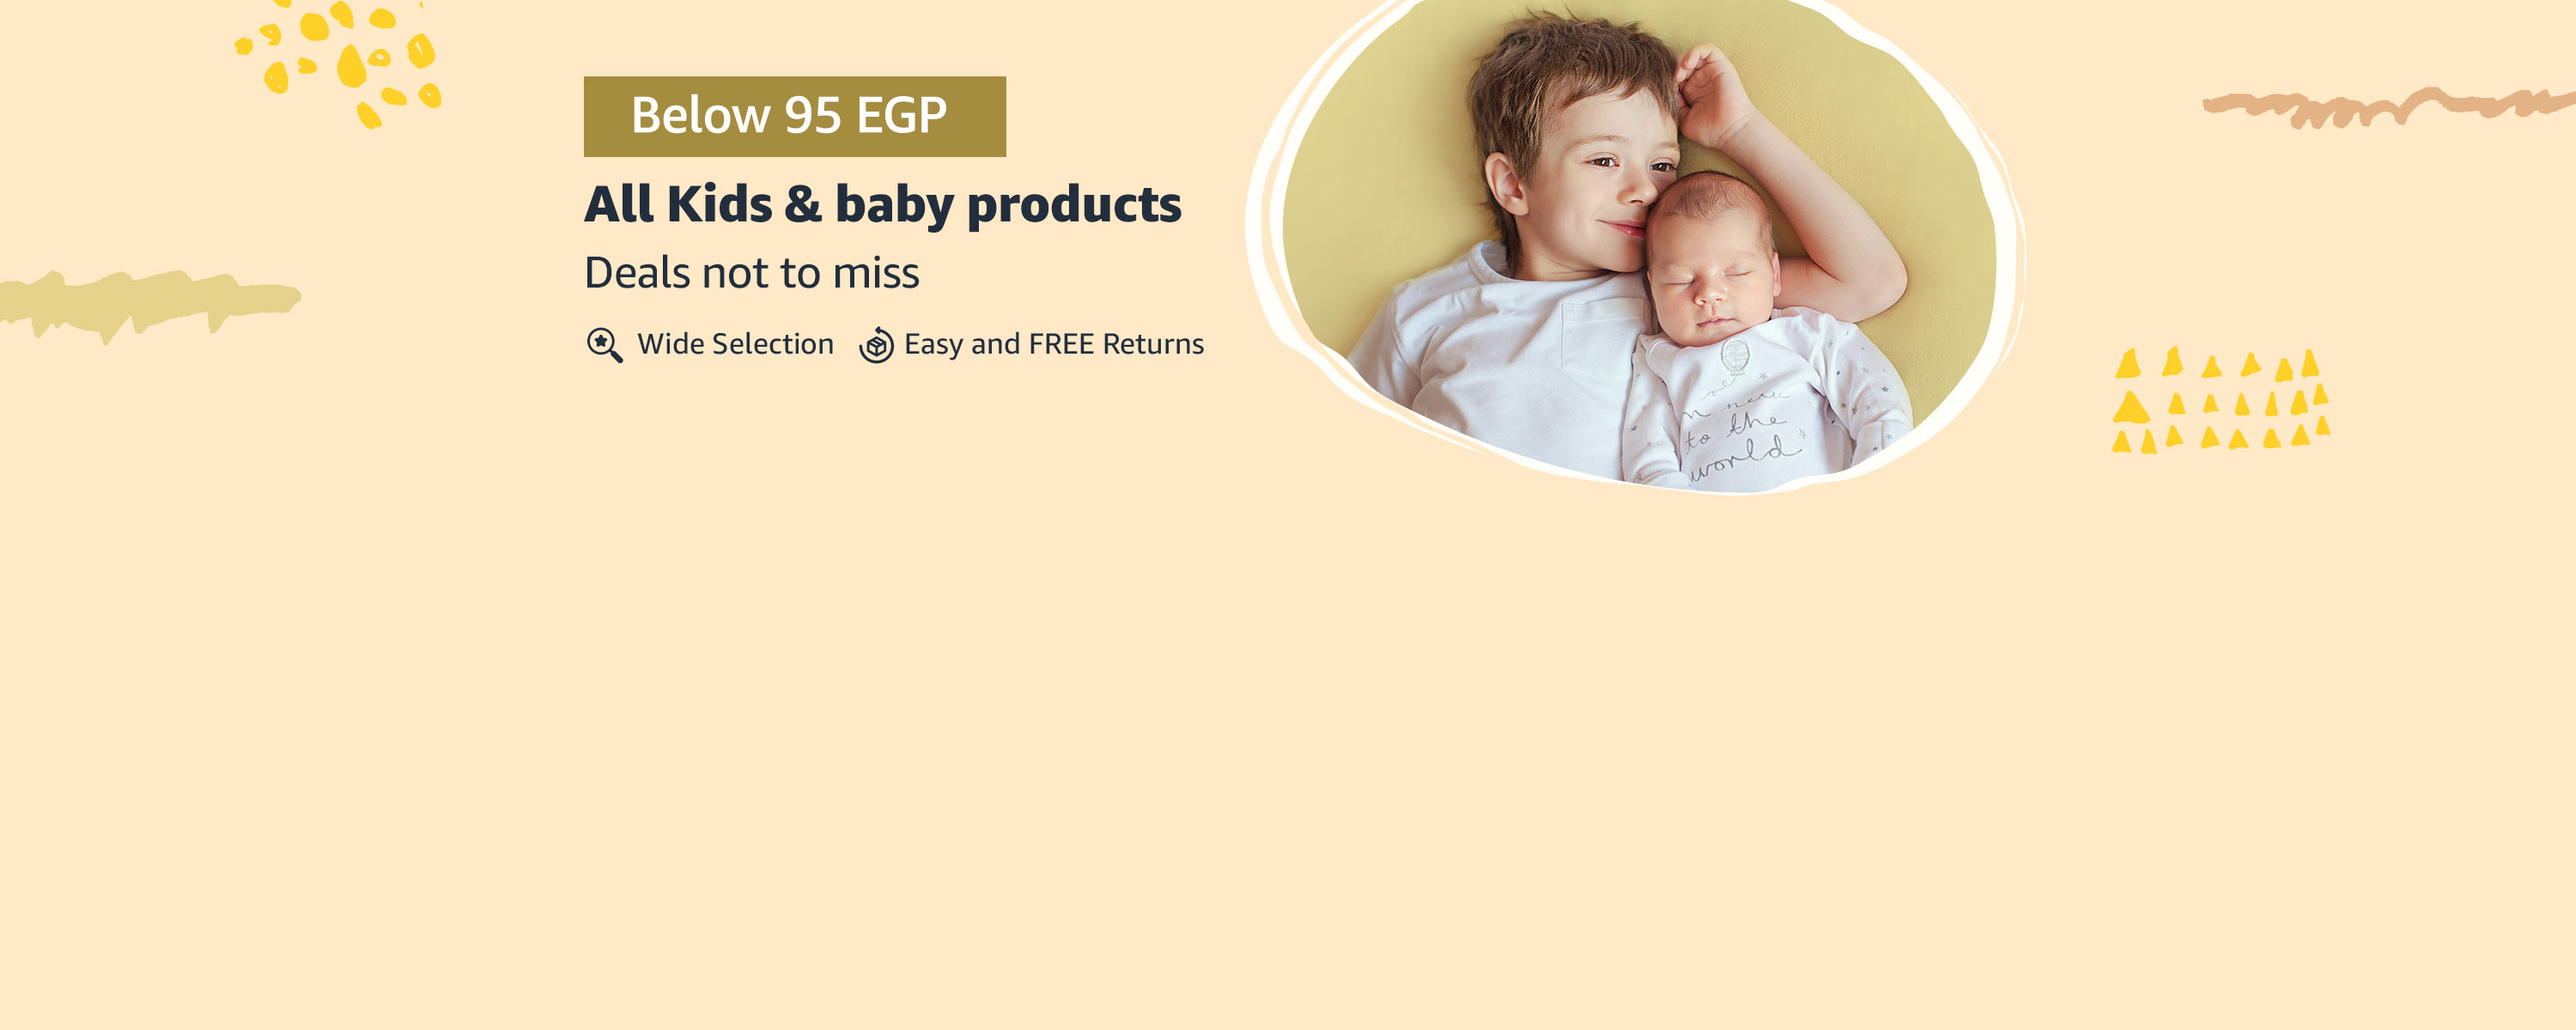 Below 95 EGP
All Kids & baby products
Deals not to miss
Wide Selection Easy and FREE Returns
new
to the
world